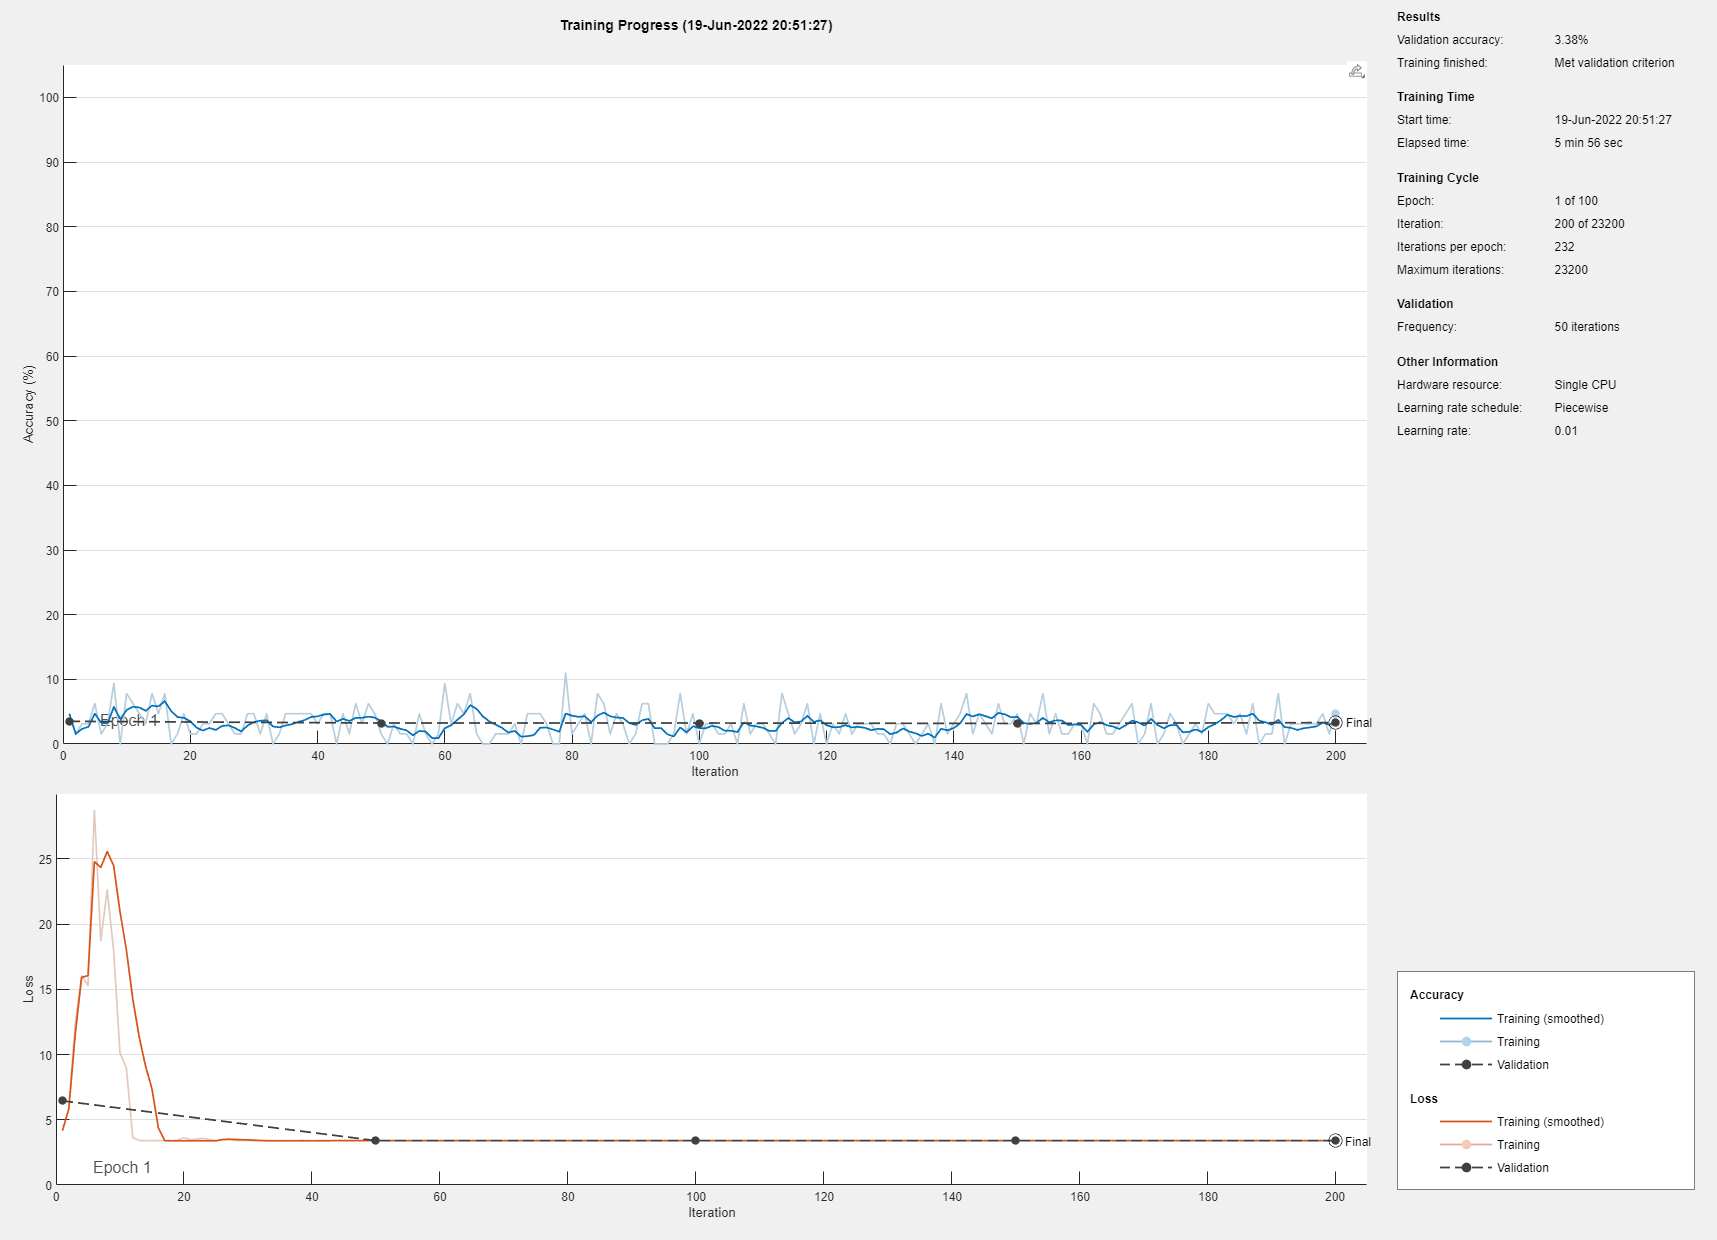 Training Progress (19-Jun-2022 20:51:27)
100
90
80
70
60
50
40
30
20
10
0
Accuracy (%)
Epoch 1
Final
0 20 40 60 80 100 120 140 160 180 200
Iteration
25
20
15
10
5
0
Loss
Epoch 1
Final
0 20 40 60 80 100 120 140 160 180 200
Iteration
Results
Validation accuracy: 3.38%
Training finished: Met validation criterion
Training Time
Start time: 19-Jun-2022 20:51:27
Elapsed time: 5 min 56 sec
Training Cycle
Epoch: 1 of 100
Iteration: 200 of 23200
Iterations per epoch: 232
Maximum iterations: 23200
Validation
Frequency: 50 iterations
Other Information
Hardware resource: Single CPU
Learning rate schedule: Piecewise
Learning rate: 0.01
Accuracy
Training (smoothed)
Training
Validation
Loss
Training (smoothed)
Training
Validation